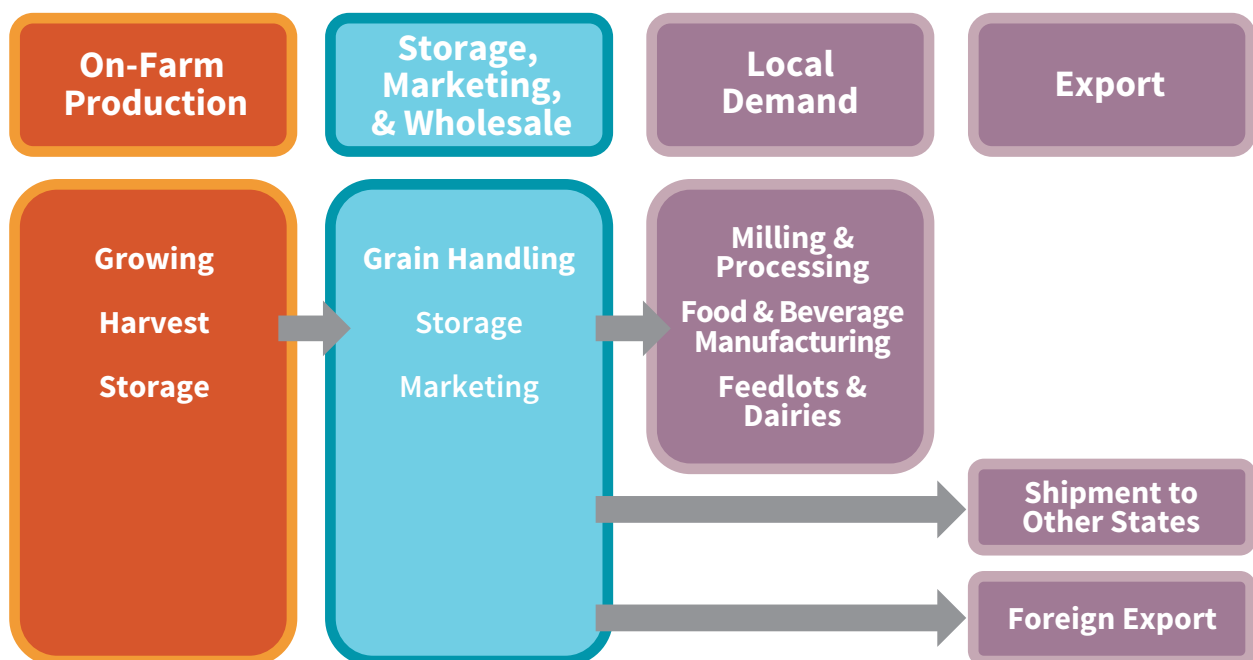 On-Farm
Production
Storage,
Marketing,
& Wholesale
Local
Demand
Export
Growing
Harvest
Storage
Grain Handling
Storage
Marketing
Milling &
Processing
Food & Beverage
Manufacturing
Feedlots &
Dairies
Shipment to
Other States
Foreign Export